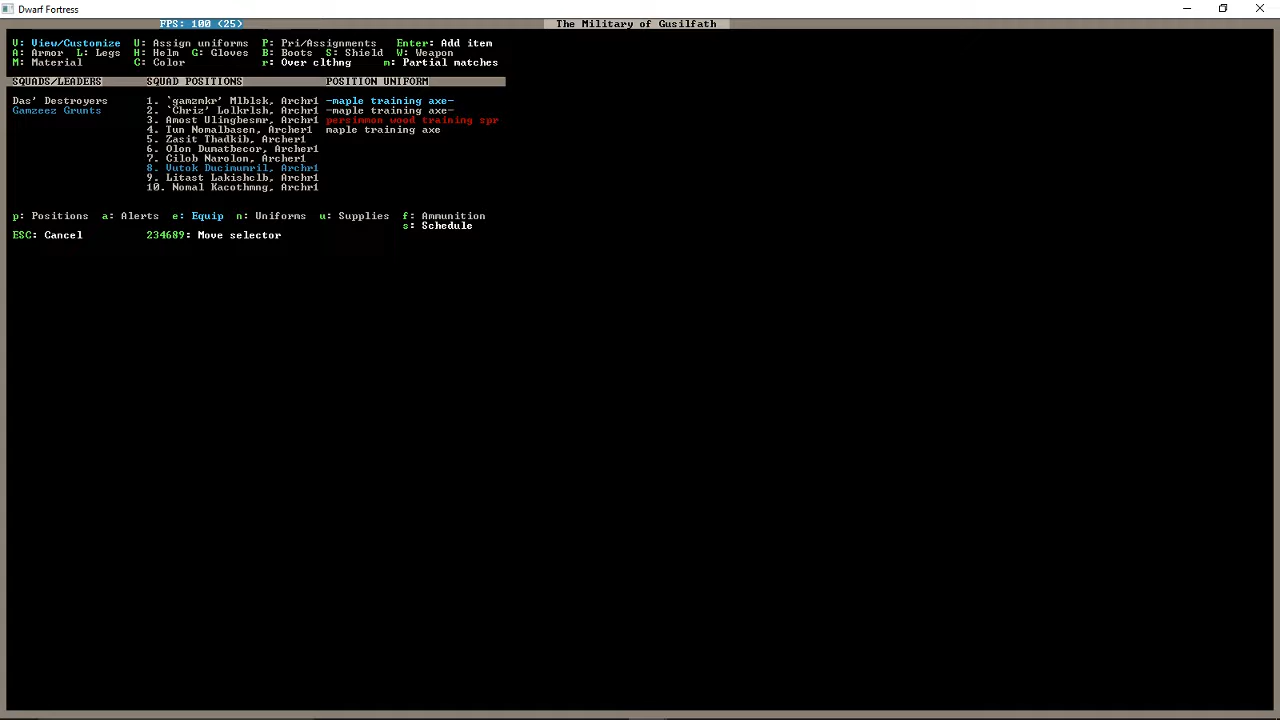 Dwarf Fortress
FPS: 100 (25) The Military of Gusilfath
V: View/Customize U: Assign uniforms P: Pri/Assignments Enter: Add item
A: Armor L: Legs H: Helm G: Gloves B: Boots S: Shield W: Weapon
M: Material C: Color r: Over clthng m: Partial matches
SQUADS/LEADERS SQUAD POSITIONS POSITION UNIFORM
Das' Destroyers 1. `gamzmkr' Mlblsk, Archr1 -maple training axe-
Gamzeez Grunts 2. `Chriz' Lolkrlsh, Archr1 -maple training axe-
3. Amost Ulingbesmr, Archr1 persimmon wood training spr
4. Tun Nomalbasen, Archer1 maple training axe
5. Zasit Thadkib, Archer1
6. Olon Dumatbecor, Archer1
7. Cilob Narolon, Archer1
8. Vutok Ducimumril, Archr1
9. Litast Lakishclb, Archr1
10. Nomal Kacothmng, Archr1
p: Positions a: Alerts e: Equip n: Uniforms u: Supplies f: Ammunition
s: Schedule
ESC: Cancel 234689: Move selector